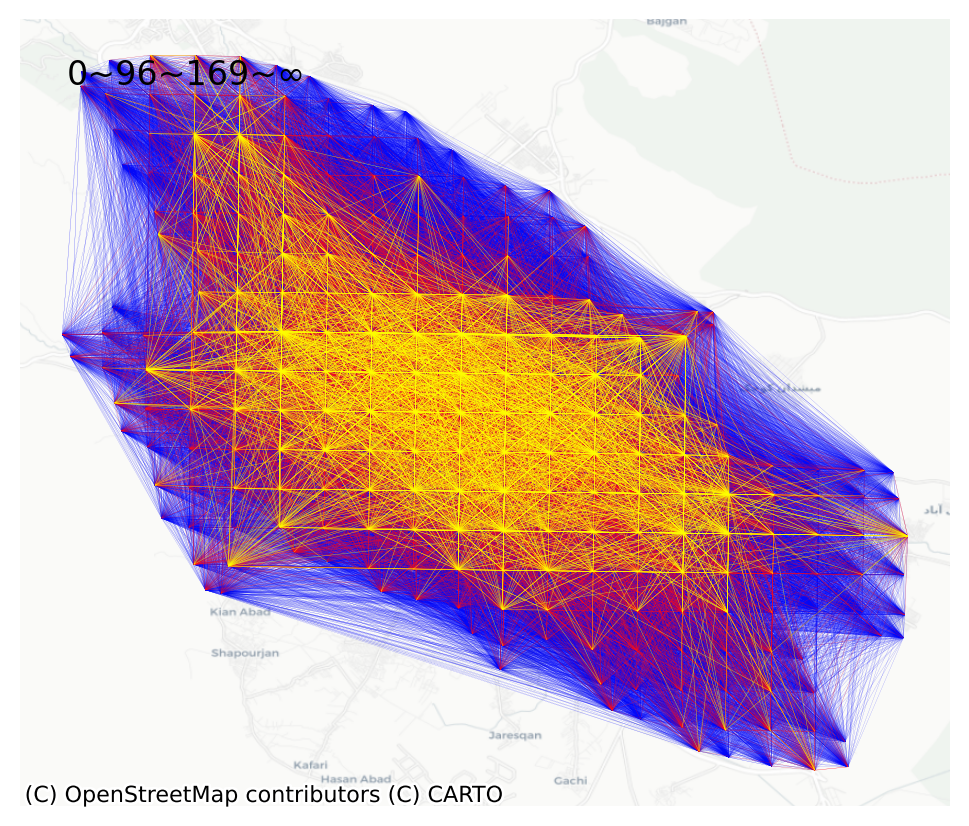 Bajgan
0~96~169~∞
Kian Abad
Shapourjan
Jaresqan
Kafari
Hasan Abad
Gachi
(C) OpenStreetMap contributors (C) CARTO